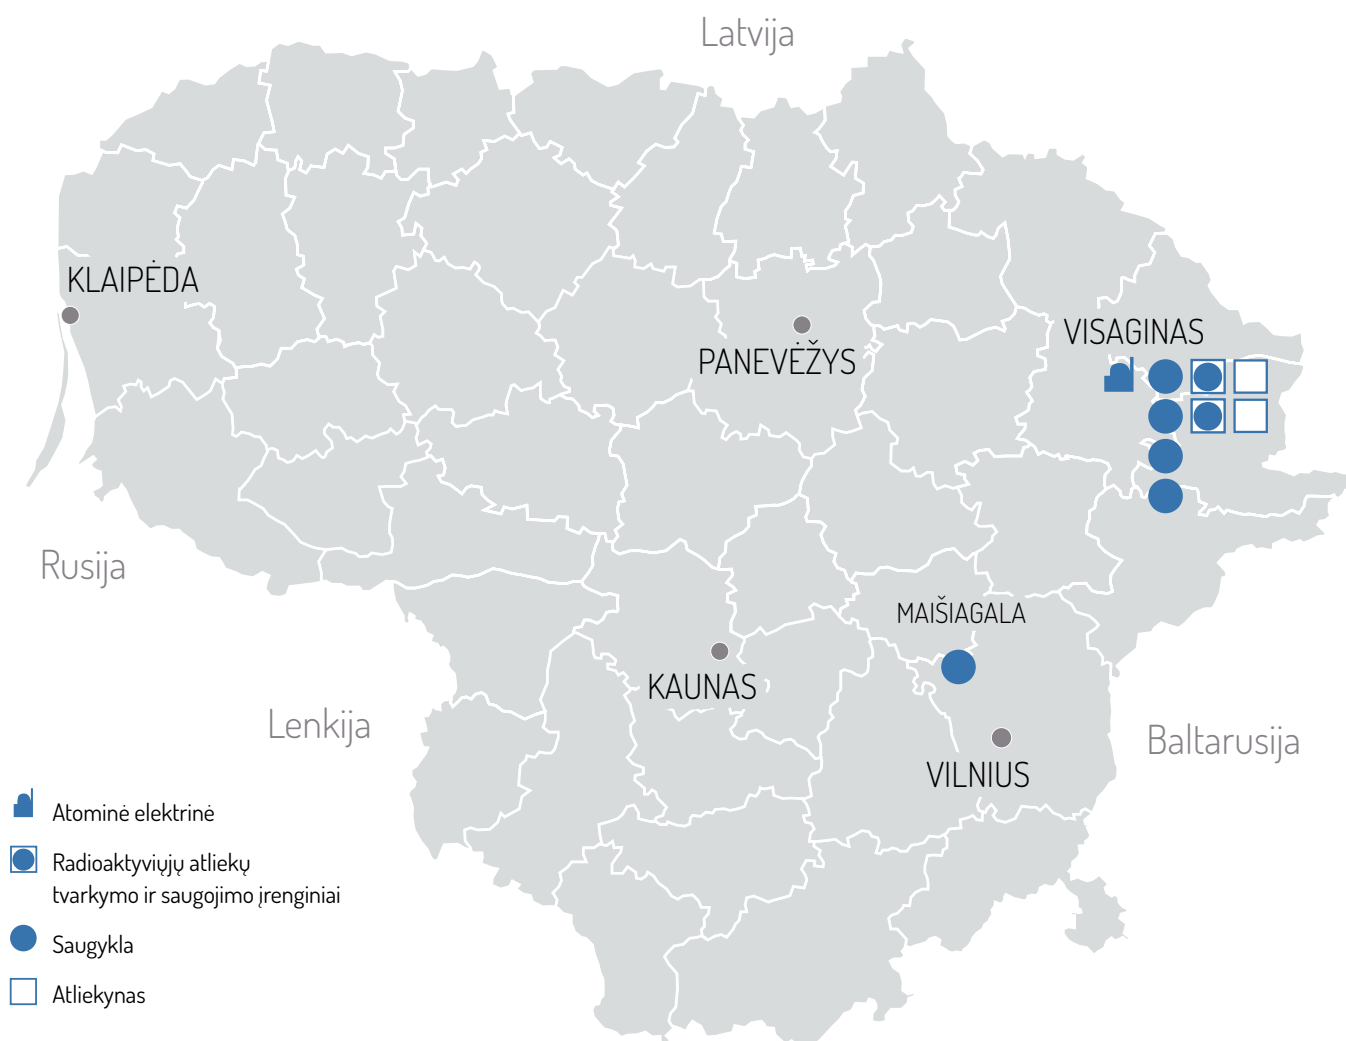 Latvija
KLAIPĖDA
PANEVĖŽYS
VISAGINAS
Rusija
MAIŠIAGALA
KAUNAS
Lenkija
Baltarusija
VILNIUS
Atominė elektrinė
Radioaktyviųjų atliekų
tvarkymo ir saugojimo įrenginiai
Saugykla
Atliekynas